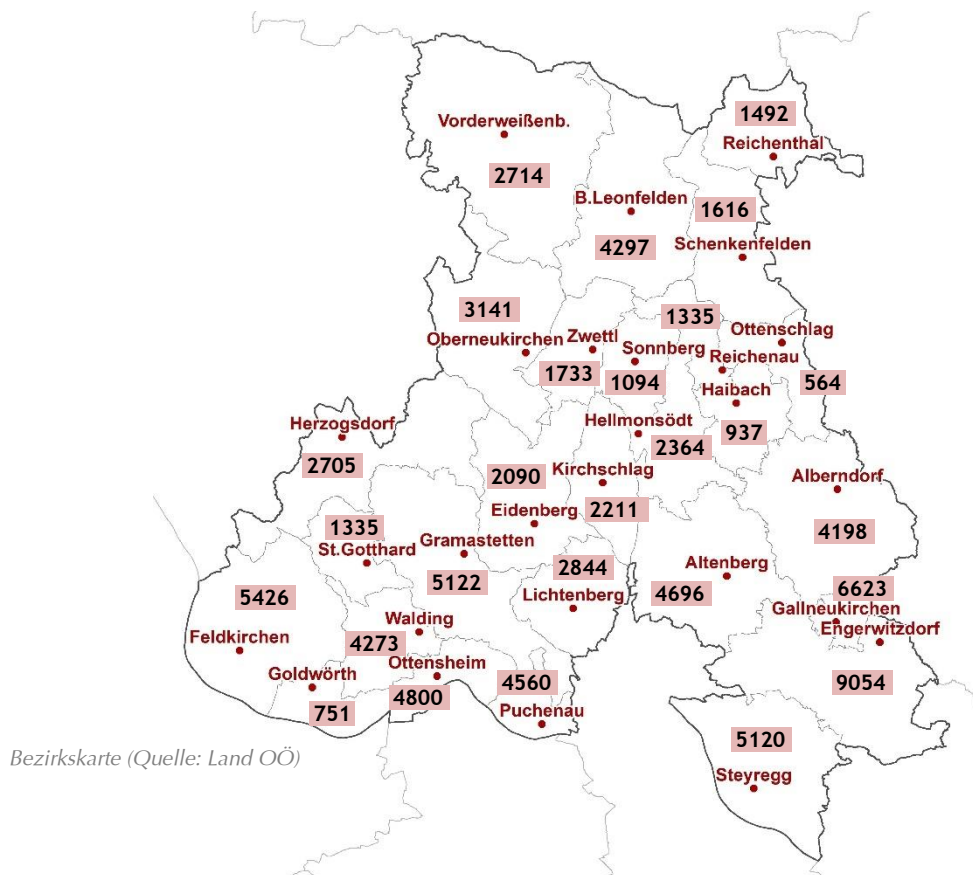 1492
Vorderweißenb.
Reichenthal
2714
B.Leonfelden
1616
4297
Schenkenfelden
3141
1335
Ottenschlag
Oberneukirchen
Zwettl
Sonnberg
Reichenau
1733
1094
564
Haibach
Herzogsdorf
Hellmonsödt
937
2705
2364
2090
Kirchschlag
Alberndorf
Eidenberg
2211
1335
4198
St.Gotthard
Gramastetten
2844
Altenberg
5122
5426
Lichtenberg
4696
6623
Gallneukirchen
Walding
Engerwitzdorf
Feldkirchen
4273
Ottensheim
Goldwörth
4560
9054
4800
751
Puchenau
5120
Bezirkskarte (Quelle: Land OÖ)
Steyregg